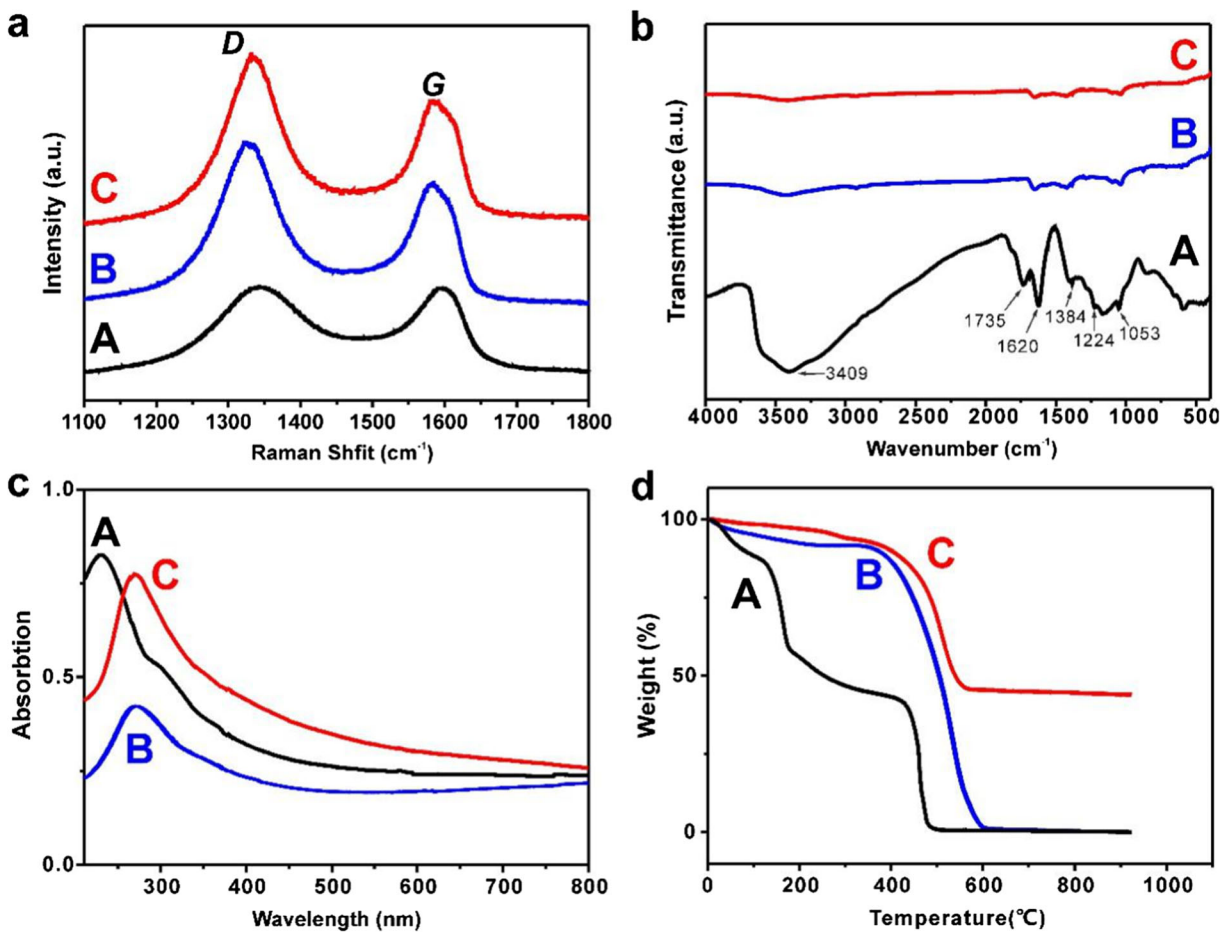 a
D
G
C
B
A
Intensity (a.u.)
1100 1200 1300 1400 1500 1600 1700 1800
Raman Shfit (cm-1)
b
C
B
A
1735
1620
1384
1224
1053
3409
Transmittance (a.u.)
4000 3500 3000 2500 2000 1500 1000 500
Wavenumber (cm-1)
c
1.0
0.5
0.0
A
C
B
Absorbtion
300 400 500 600 700 800
Wavelength (nm)
d
100
50
0
A
B
C
Weight (%)
0 200 400 600 800 1000
Temperature(℃)